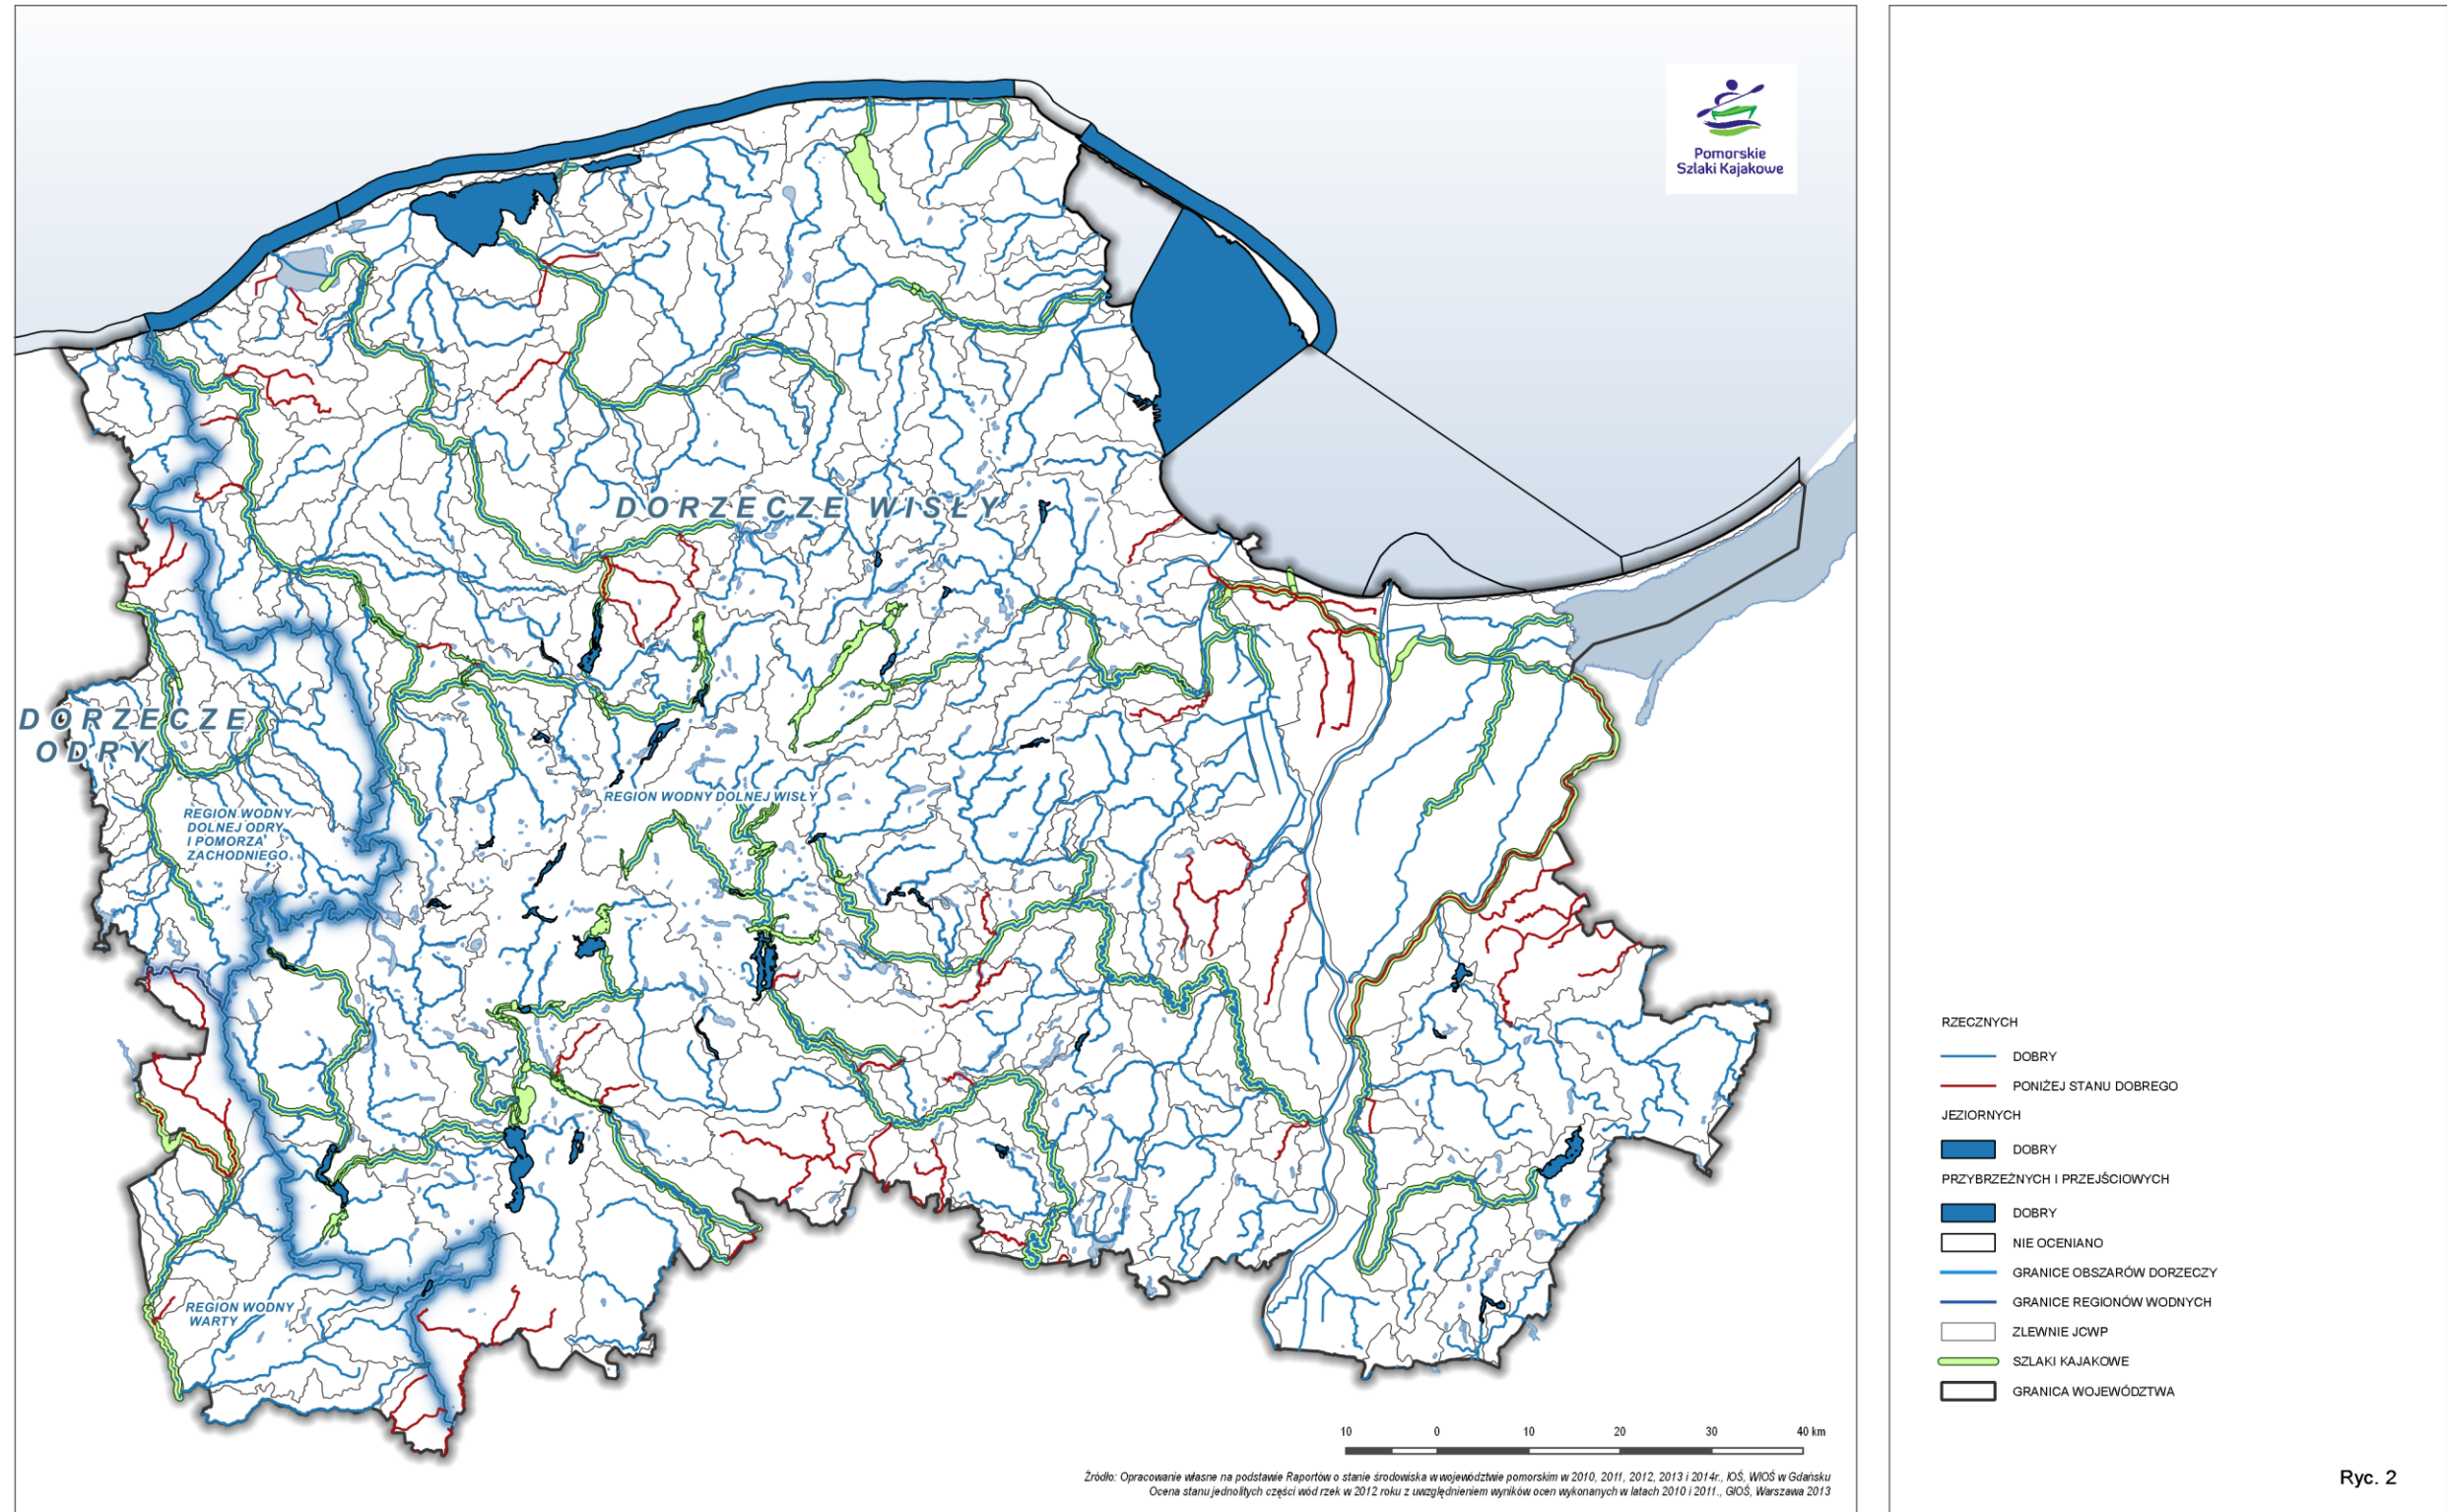 Pomorskie
Szlaki Kajakowe
DORZECZE WISŁY
DORZECZE
ODRY
REGION WODNY DOLNEJ WISŁY
REGION WODNY
DOLNEJ ODRY
I POMORZA
ZACHODNIEGO
REGION WODNY
WARTY
RZECZNYCH
DOBRY
PONIŻEJ STANU DOBREGO
JEZIORNYCH
DOBRY
PRZYBRZEŻNYCH I PRZEJŚCIOWYCH
DOBRY
NIE OCENIANO
GRANICE OBSZARÓW DORZECZY
GRANICE REGIONÓW WODNYCH
ZLEWNIE JCWP
SZLAKI KAJAKOWE
GRANICA WOJEWÓDZTWA
10 0 10 20 30 40 km
Źródło: Opracowanie własne na podstawie Raportów o stanie środowiska w województwie pomorskim w 2010, 2011, 2012, 2013 i 2014r., IOŚ, WIOŚ w Gdańsku
Ocena stanu jednolitych części wód rzek w 2012 roku z uwzględnieniem wyników ocen wykonanych w latach 2010 i 2011., GIOŚ, Warszawa 2013
Ryc. 2